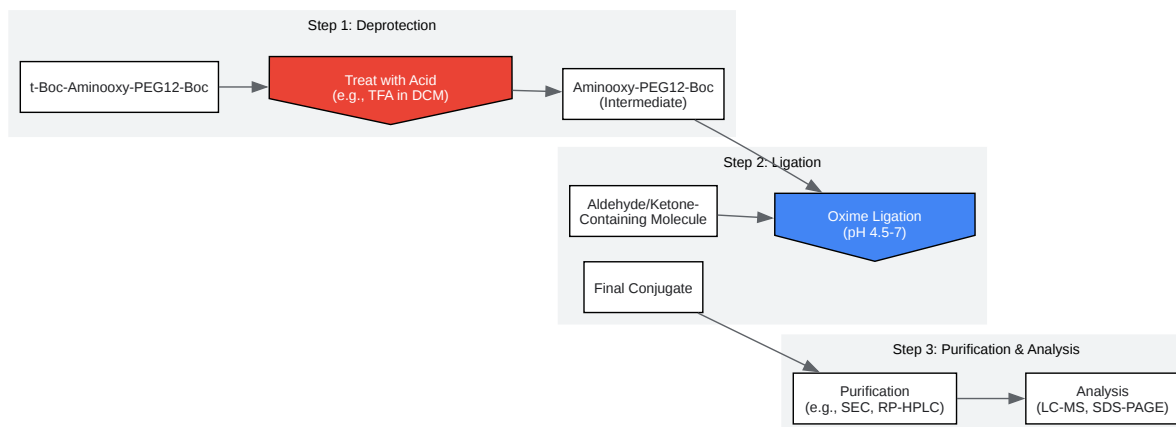 Step 1: Deprotection
t-Boc-Aminooxy-PEG12-Boc
Treat with Acid
(e.g., TFA in DCM)
Aminooxy-PEG12-Boc
(Intermediate)
Step 2: Ligation
Aldehyde/Ketone-
Containing Molecule
Oxime Ligation
(pH 4.5-7)
Final Conjugate
Step 3: Purification & Analysis
Purification
(e.g., SEC, RP-HPLC)
Analysis
(LC-MS, SDS-PAGE)